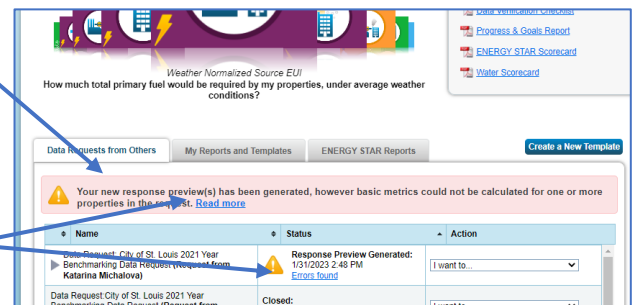 Data Verification Checklist
Progress & Goals Report
ENERGY STAR Scorecard
Water Scorecard
Weather Normalized Source EUI
How much total primary fuel would be required by my properties, under average weather
conditions?
Data Requests from Others
My Reports and Templates
ENERGY STAR Reports
Create a New Template
Your new response preview(s) has been generated, however basic metrics could not be calculated for one or more
properties in the request. Read more
Name
Status
Action
Data Request: City of St. Louis 2021 Year
Benchmarking Data Request (Request from
Katarina Michalova)
Response Preview Generated:
1/31/2023 2:48 PM
Errors found
I want to...
Data Request:City of St. Louis 2021 Year
Benchmarking Data Request (Request from
Closed:
I want to...